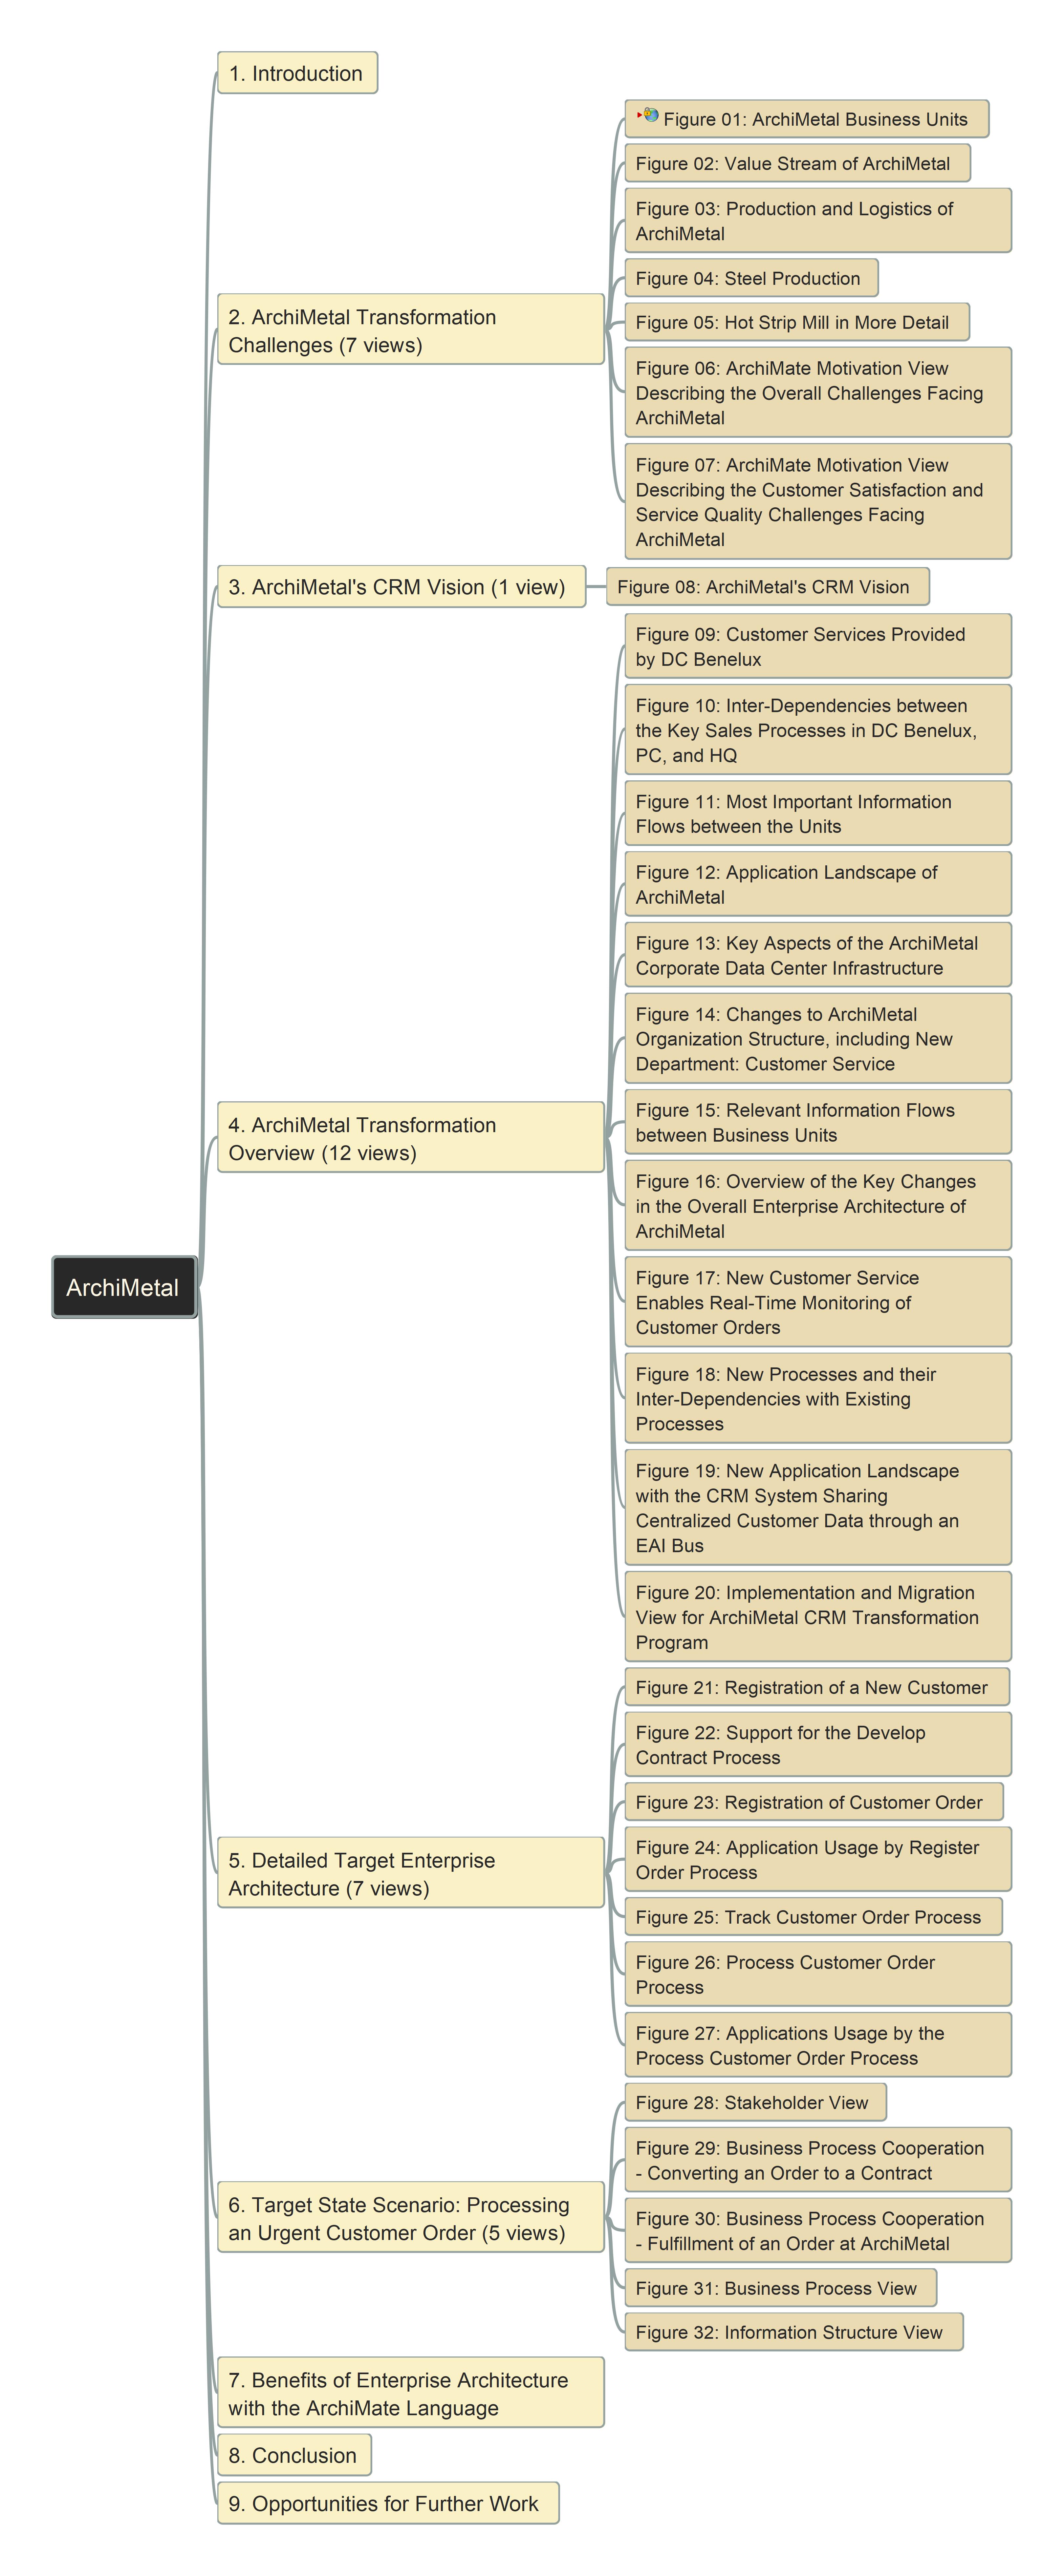 1. Introduction
Figure 01: ArchiMetal Business Units
Figure 02: Value Stream of ArchiMetal
Figure 03: Production and Logistics of
ArchiMetal
Figure 04: Steel Production
2. ArchiMetal Transformation
Challenges (7 views)
Figure 05: Hot Strip Mill in More Detail
Figure 06: ArchiMate Motivation View
Describing the Overall Challenges Facing
ArchiMetal
Figure 07: ArchiMate Motivation View
Describing the Customer Satisfaction and
Service Quality Challenges Facing
ArchiMetal
3. ArchiMetal's CRM Vision (1 view)
Figure 08: ArchiMetal's CRM Vision
Figure 09: Customer Services Provided
by DC Benelux
Figure 10: Inter-Dependencies between
the Key Sales Processes in DC Benelux,
PC, and HQ
Figure 11: Most Important Information
Flows between the Units
Figure 12: Application Landscape of
ArchiMetal
Figure 13: Key Aspects of the ArchiMetal
Corporate Data Center Infrastructure
Figure 14: Changes to ArchiMetal
Organization Structure, including New
Department: Customer Service
4. ArchiMetal Transformation
Overview (12 views)
Figure 15: Relevant Information Flows
between Business Units
Figure 16: Overview of the Key Changes
in the Overall Enterprise Architecture of
ArchiMetal
ArchiMetal
Figure 17: New Customer Service
Enables Real-Time Monitoring of
Customer Orders
Figure 18: New Processes and their
Inter-Dependencies with Existing
Processes
Figure 19: New Application Landscape
with the CRM System Sharing
Centralized Customer Data through an
EAI Bus
Figure 20: Implementation and Migration
View for ArchiMetal CRM Transformation
Program
Figure 21: Registration of a New Customer
Figure 22: Support for the Develop
Contract Process
Figure 23: Registration of Customer Order
5. Detailed Target Enterprise
Architecture (7 views)
Figure 24: Application Usage by Register
Order Process
Figure 25: Track Customer Order Process
Figure 26: Process Customer Order
Process
Figure 27: Applications Usage by the
Process Customer Order Process
Figure 28: Stakeholder View
Figure 29: Business Process Cooperation
- Converting an Order to a Contract
6. Target State Scenario: Processing
an Urgent Customer Order (5 views)
Figure 30: Business Process Cooperation
- Fulfillment of an Order at ArchiMetal
Figure 31: Business Process View
Figure 32: Information Structure View
7. Benefits of Enterprise Architecture
with the ArchiMate Language
8. Conclusion
9. Opportunities for Further Work